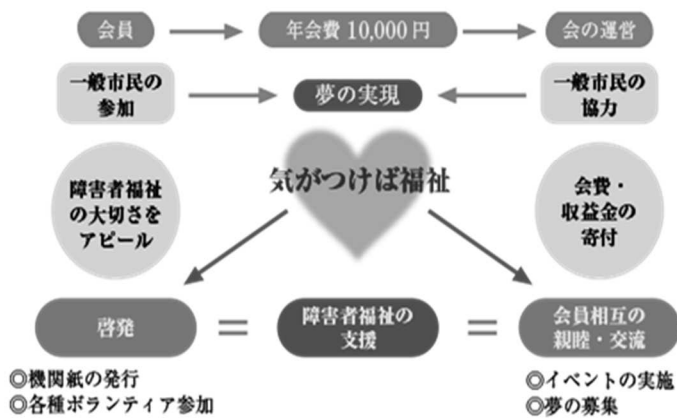 会員
年会費 10,000 円
会の運営
一般市民の
参加
夢の実現
一般市民の
協力
気がつけば福祉
障害者福祉
の大切さを
アピール
会費・
収益金の
寄付
啓発
=
障害者福祉の
支援
=
会員相互の
親睦・交流
◎機関紙の発行
◎各種ボランティア参加
◎イベントの実施
◎夢の募集